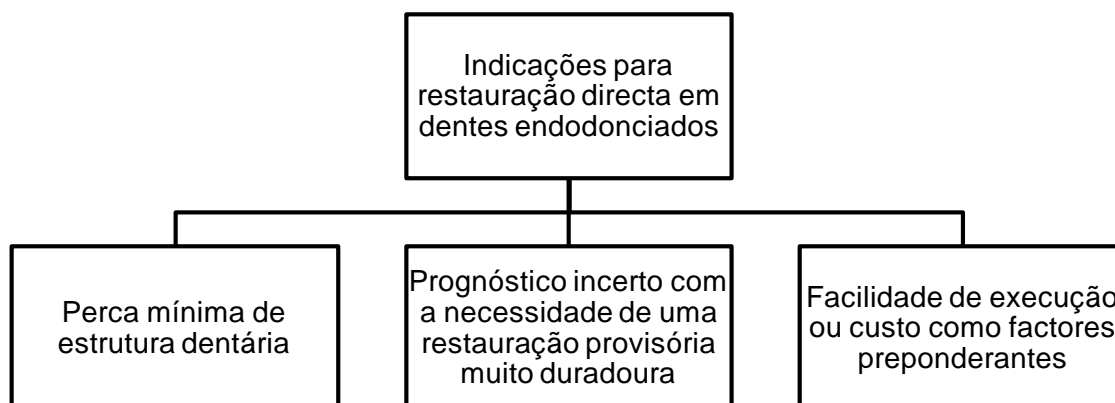 Indicações para
restauração directa em
dentes endodonciados
Perca mínima de
estrutura dentária
Prognóstico incerto com
a necessidade de uma
restauração provisória
muito duradoura
Facilidade de execução
ou custo como factores
preponderantes